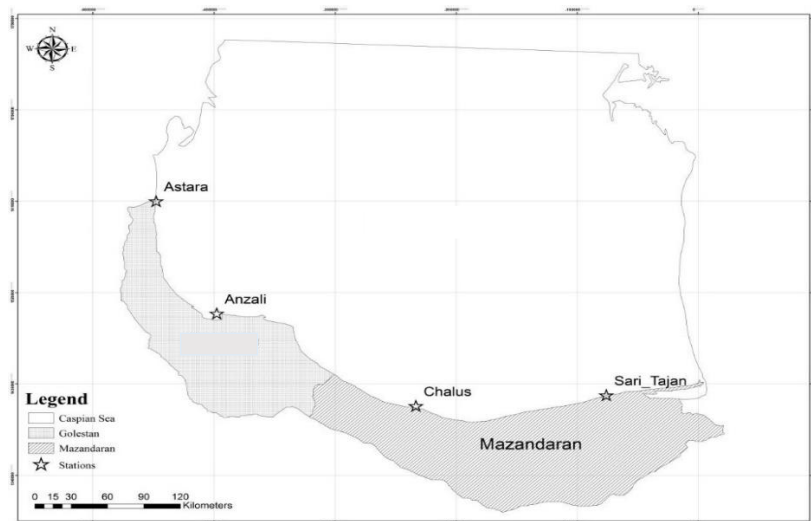 N
W E
S
Astara
Anzali
Chalus
Sari_Tajan
Mazandaran
Legend
Caspian Sea
Golestan
Mazandaran
Stations
0 15 30 60 90 120
Kilometers